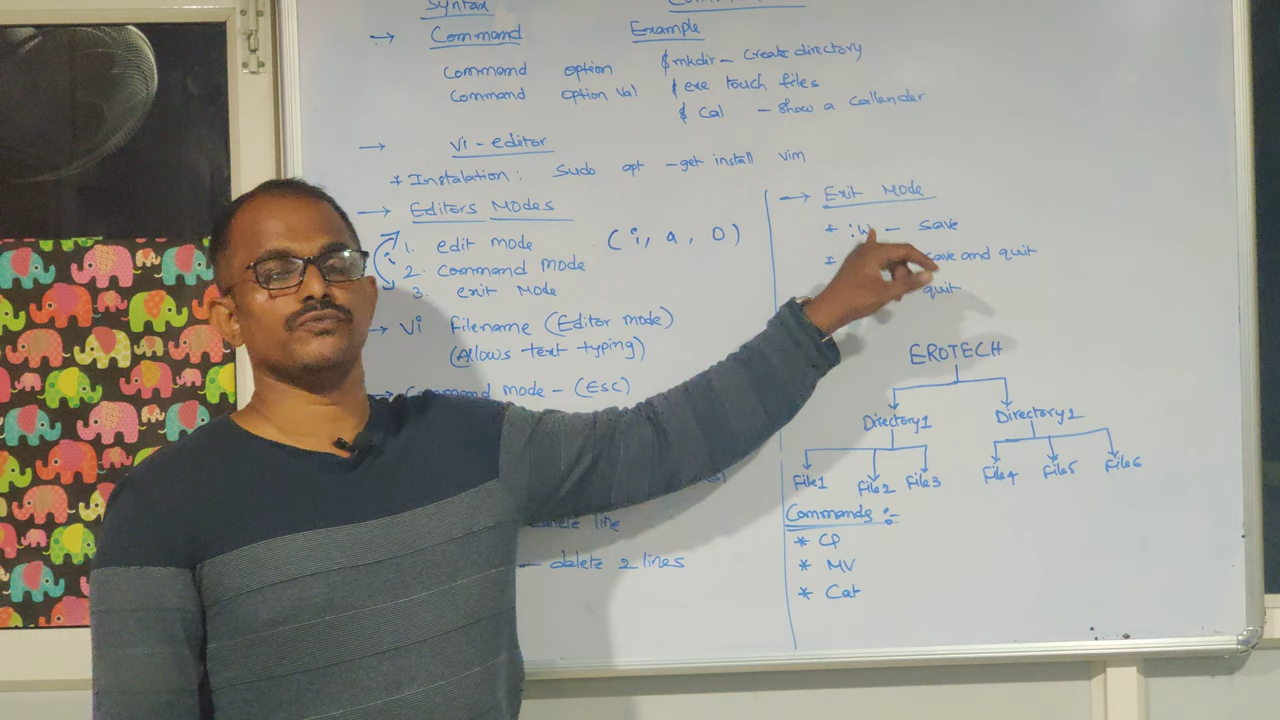 Syntax
→ Command Example
Command option $mkdir - Create directory
Command option val $ exe touch files
$ Cal - Show a Callender
→ Vi - editor
* Instalation: Sudo apt -get install vim
→ Editors Modes
1. edit mode (i, a, O)
2. Command Mode
3 exit Mode
→ Vi Filename (Editor mode)
(Allows text typing)
→ Command mode - (Esc)
line
- delete 2 lines
→ Exit Mode
* :w - Save
* Save and quit
quit
EROTECH
Directory1 Directory2
File1 File2 File3 File4 File5 File6
Commands :-
* CP
* MV
* Cat